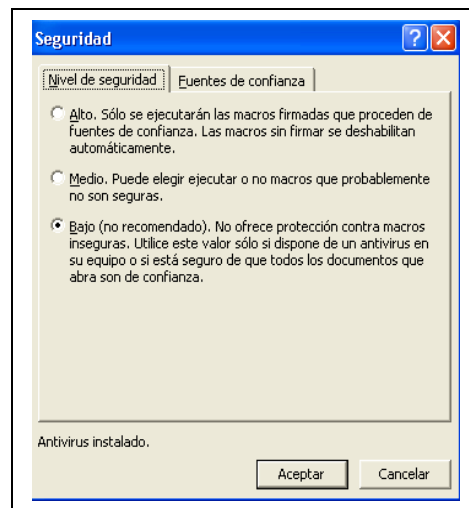 Seguridad
Nivel de seguridad
Fuentes de confianza
Alto. Sólo se ejecutarán las macros firmadas que proceden de
fuentes de confianza. Las macros sin firmar se deshabilitan
automáticamente.
Medio. Puede elegir ejecutar o no macros que probablemente
no son seguras.
Bajo (no recomendado). No ofrece protección contra macros
inseguras. Utilice este valor sólo si dispone de un antivirus en
su equipo o si está seguro de que todos los documentos que
abra son de confianza.
Antivirus instalado.
Aceptar
Cancelar